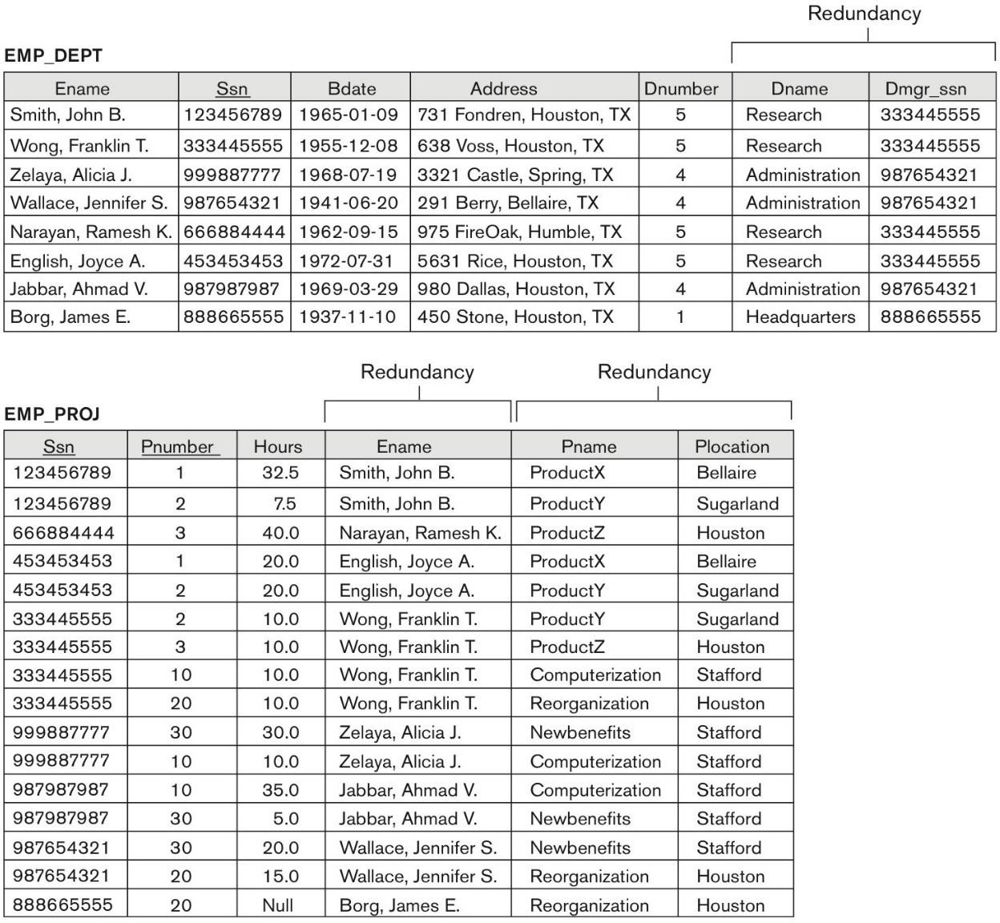 Redundancy
EMP_DEPT
Ename Ssn Bdate Address Dnumber Dname Dmgr_ssn
Smith, John B. 123456789 1965-01-09 731 Fondren, Houston, TX 5 Research 333445555
Wong, Franklin T. 333445555 1955-12-08 638 Voss, Houston, TX 5 Research 333445555
Zelaya, Alicia J. 999887777 1968-07-19 3321 Castle, Spring, TX 4 Administration 987654321
Wallace, Jennifer S. 987654321 1941-06-20 291 Berry, Bellaire, TX 4 Administration 987654321
Narayan, Ramesh K. 666884444 1962-09-15 975 FireOak, Humble, TX 5 Research 333445555
English, Joyce A. 453453453 1972-07-31 5631 Rice, Houston, TX 5 Research 333445555
Jabbar, Ahmad V. 987987987 1969-03-29 980 Dallas, Houston, TX 4 Administration 987654321
Borg, James E. 888665555 1937-11-10 450 Stone, Houston, TX 1 Headquarters 888665555
Redundancy Redundancy
EMP_PROJ
Ssn Pnumber Hours Ename Pname Plocation
123456789 1 32.5 Smith, John B. ProductX Bellaire
123456789 2 7.5 Smith, John B. ProductY Sugarland
666884444 3 40.0 Narayan, Ramesh K. ProductZ Houston
453453453 1 20.0 English, Joyce A. ProductX Bellaire
453453453 2 20.0 English, Joyce A. ProductY Sugarland
333445555 2 10.0 Wong, Franklin T. ProductY Sugarland
333445555 3 10.0 Wong, Franklin T. ProductZ Houston
333445555 10 10.0 Wong, Franklin T. Computerization Stafford
333445555 20 10.0 Wong, Franklin T. Reorganization Houston
999887777 30 30.0 Zelaya, Alicia J. Newbenefits Stafford
999887777 10 10.0 Zelaya, Alicia J. Computerization Stafford
987987987 10 35.0 Jabbar, Ahmad V. Computerization Stafford
987987987 30 5.0 Jabbar, Ahmad V. Newbenefits Stafford
987654321 30 20.0 Wallace, Jennifer S. Newbenefits Stafford
987654321 20 15.0 Wallace, Jennifer S. Reorganization Houston
888665555 20 Null Borg, James E. Reorganization Houston